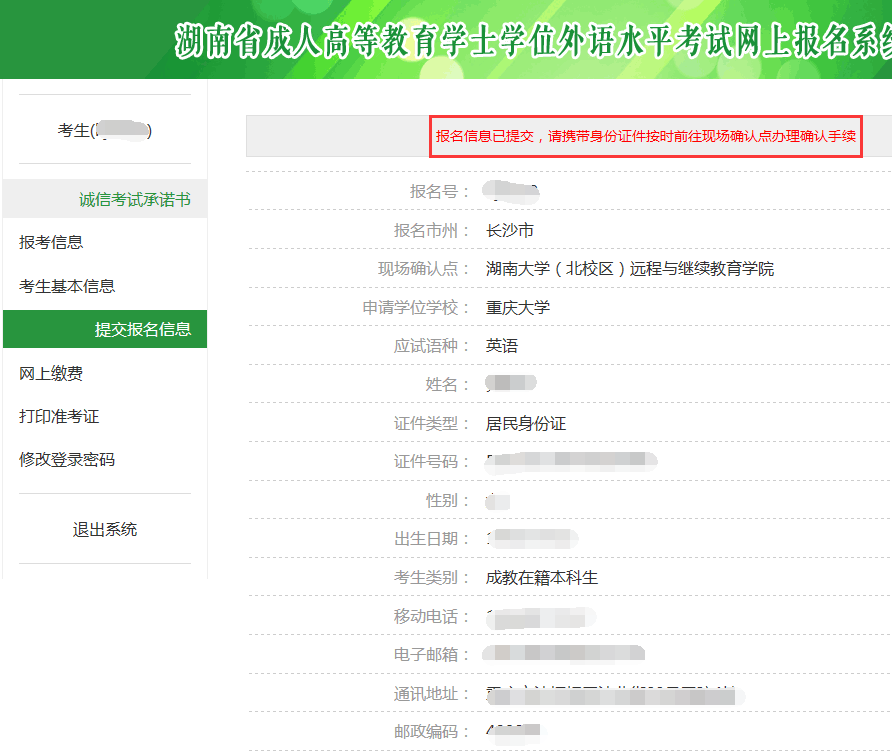 湖南省成人高等教育学士学位外语水平考试网上报名系统
考生( )
诚信考试承诺书
报考信息
考生基本信息
提交报名信息
网上缴费
打印准考证
修改登录密码
退出系统
报名信息已提交，请携带身份证件按时前往现场确认点办理确认手续
报名号：
报名市州： 长沙市
现场确认点： 湖南大学（北校区）远程与继续教育学院
申请学位学校： 重庆大学
应试语种： 英语
姓名：
证件类型： 居民身份证
证件号码：
性别：
出生日期：
考生类别： 成教在籍本科生
移动电话：
电子邮箱：
通讯地址：
邮政编码：